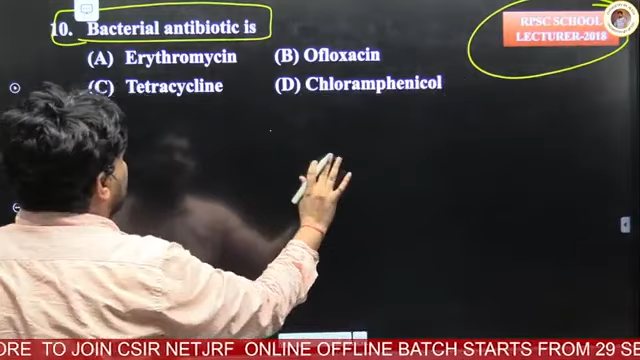 10. Bacterial antibiotic is
RPSC SCHOOL
LECTURER-2018
(A) Erythromycin (B) Ofloxacin
(C) Tetracycline (D) Chloramphenicol
ORE TO JOIN CSIR NETJRF ONLINE OFFLINE BATCH STARTS FROM 29 SE